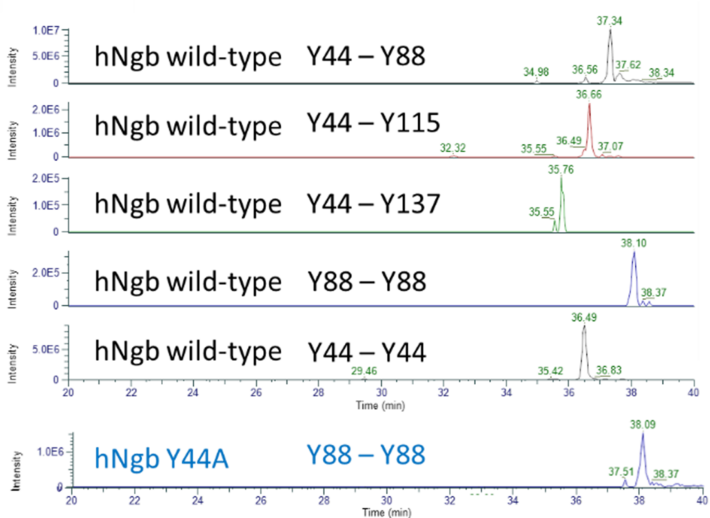 37.34
1.0E7
5.0E6
0
Intensity
hNgb wild-type Y44 – Y88
34.98
36.56
37.62
38.34
36.66
2.0E6
1.0E6
0
Intensity
hNgb wild-type Y44 – Y115
32.32
35.55
36.49
37.07
35.76
2.0E5
1.0E5
0
Intensity
hNgb wild-type Y44 – Y137
35.55
38.10
2.0E5
0
Intensity
hNgb wild-type Y88 – Y88
38.37
36.49
5.0E6
0
Intensity
hNgb wild-type Y44 – Y44
29.46
35.42
36.83
20 22 24 26 28 30 32 34 36 38 40
Time (min)
38.09
1.0E6
0
Intensity
hNgb Y44A Y88 – Y88
37.51
38.37
20 22 24 26 28 30 32 34 36 38 40
Time (min)